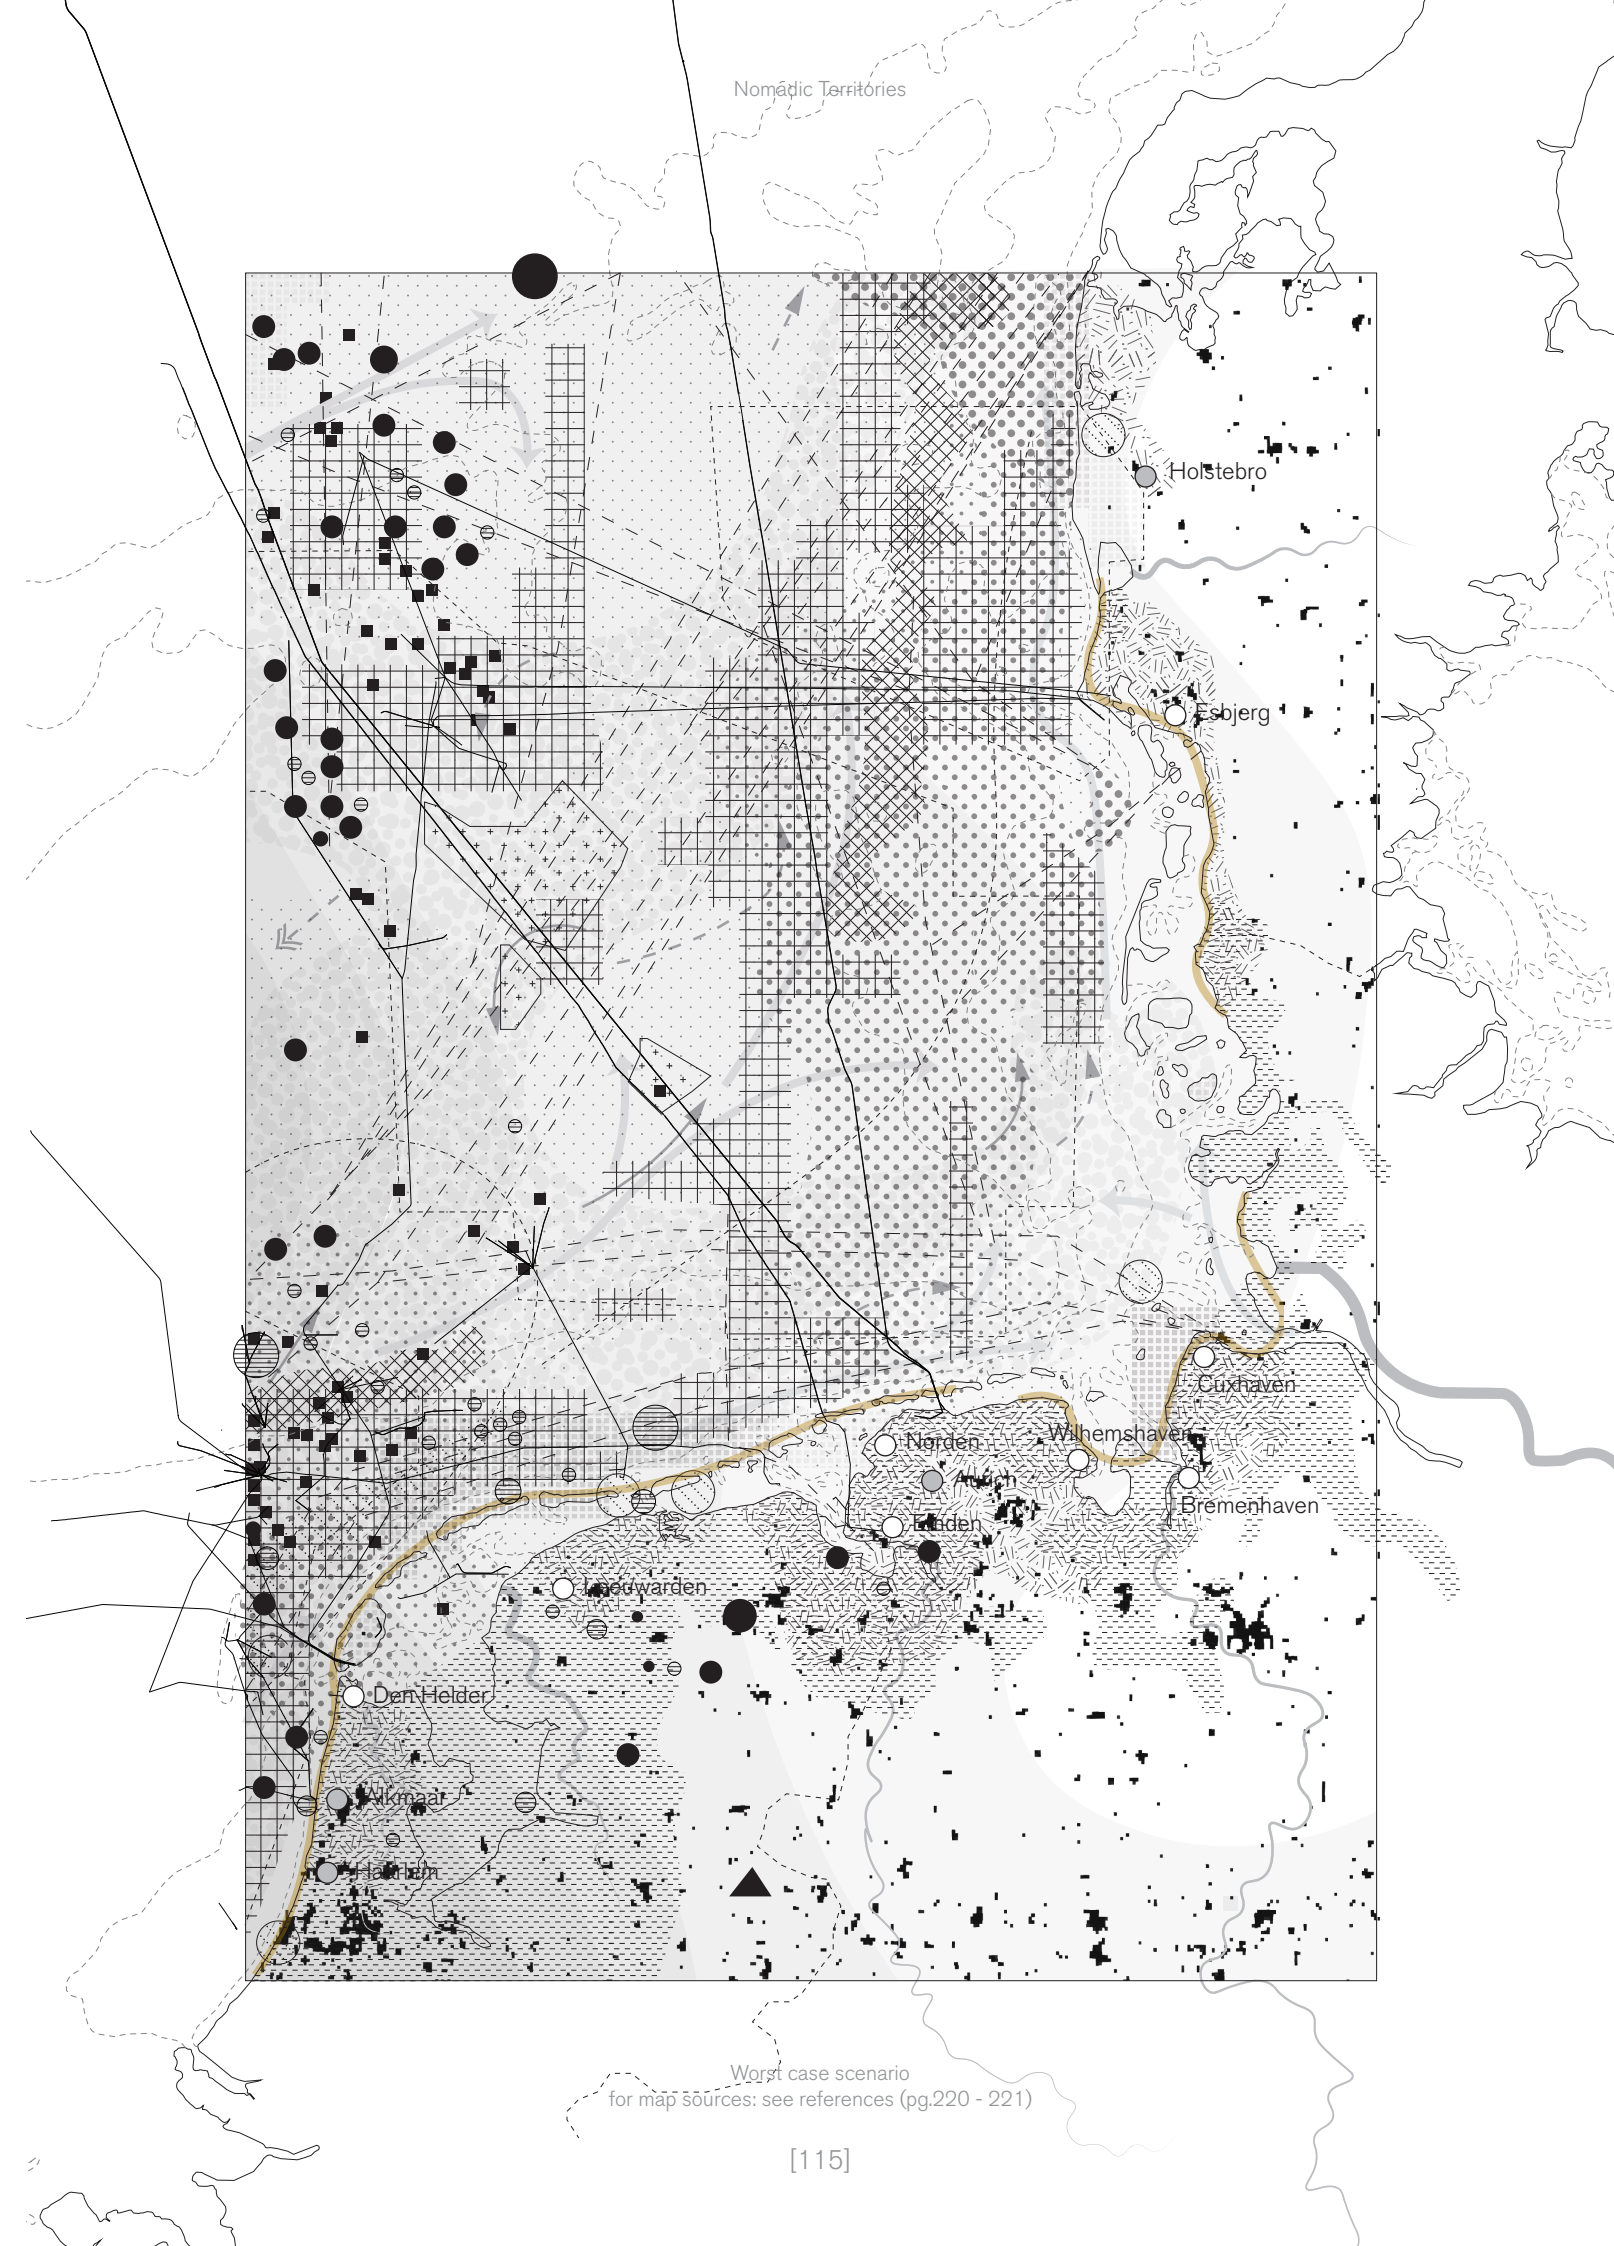 Nomadic Territories
Holstebro
Esbjerg
Cuxhaven
Wilhemshaven
Norden
Aurich
Bremenhaven
Emden
Leeuwarden
Den Helder
Alkmaar
Haarlem
Worst case scenario
for map sources: see references (pg.220 - 221)
[115]